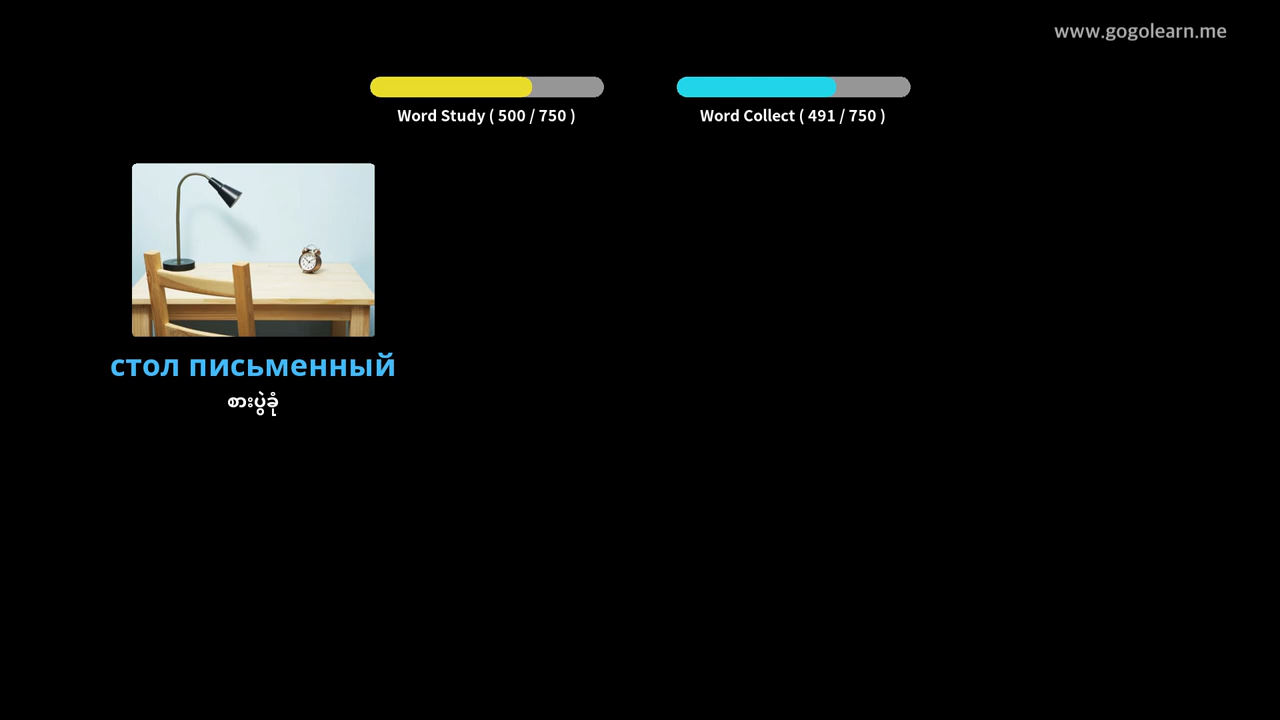 www.gogolearn.me
Word Study ( 500 / 750 )
Word Collect ( 491 / 750 )
стол письменный
စားပွဲခုံ